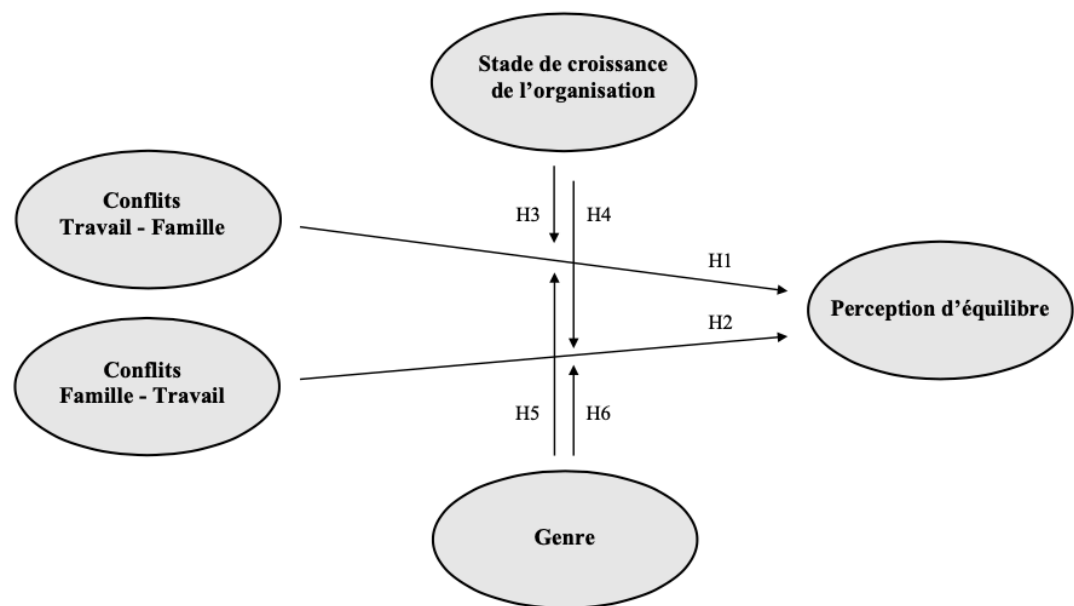 Stade de croissance
de l'organisation
Conflits
Travail - Famille
H3
H4
H1
Perception d'équilibre
H2
Conflits
Famille - Travail
H5
H6
Genre